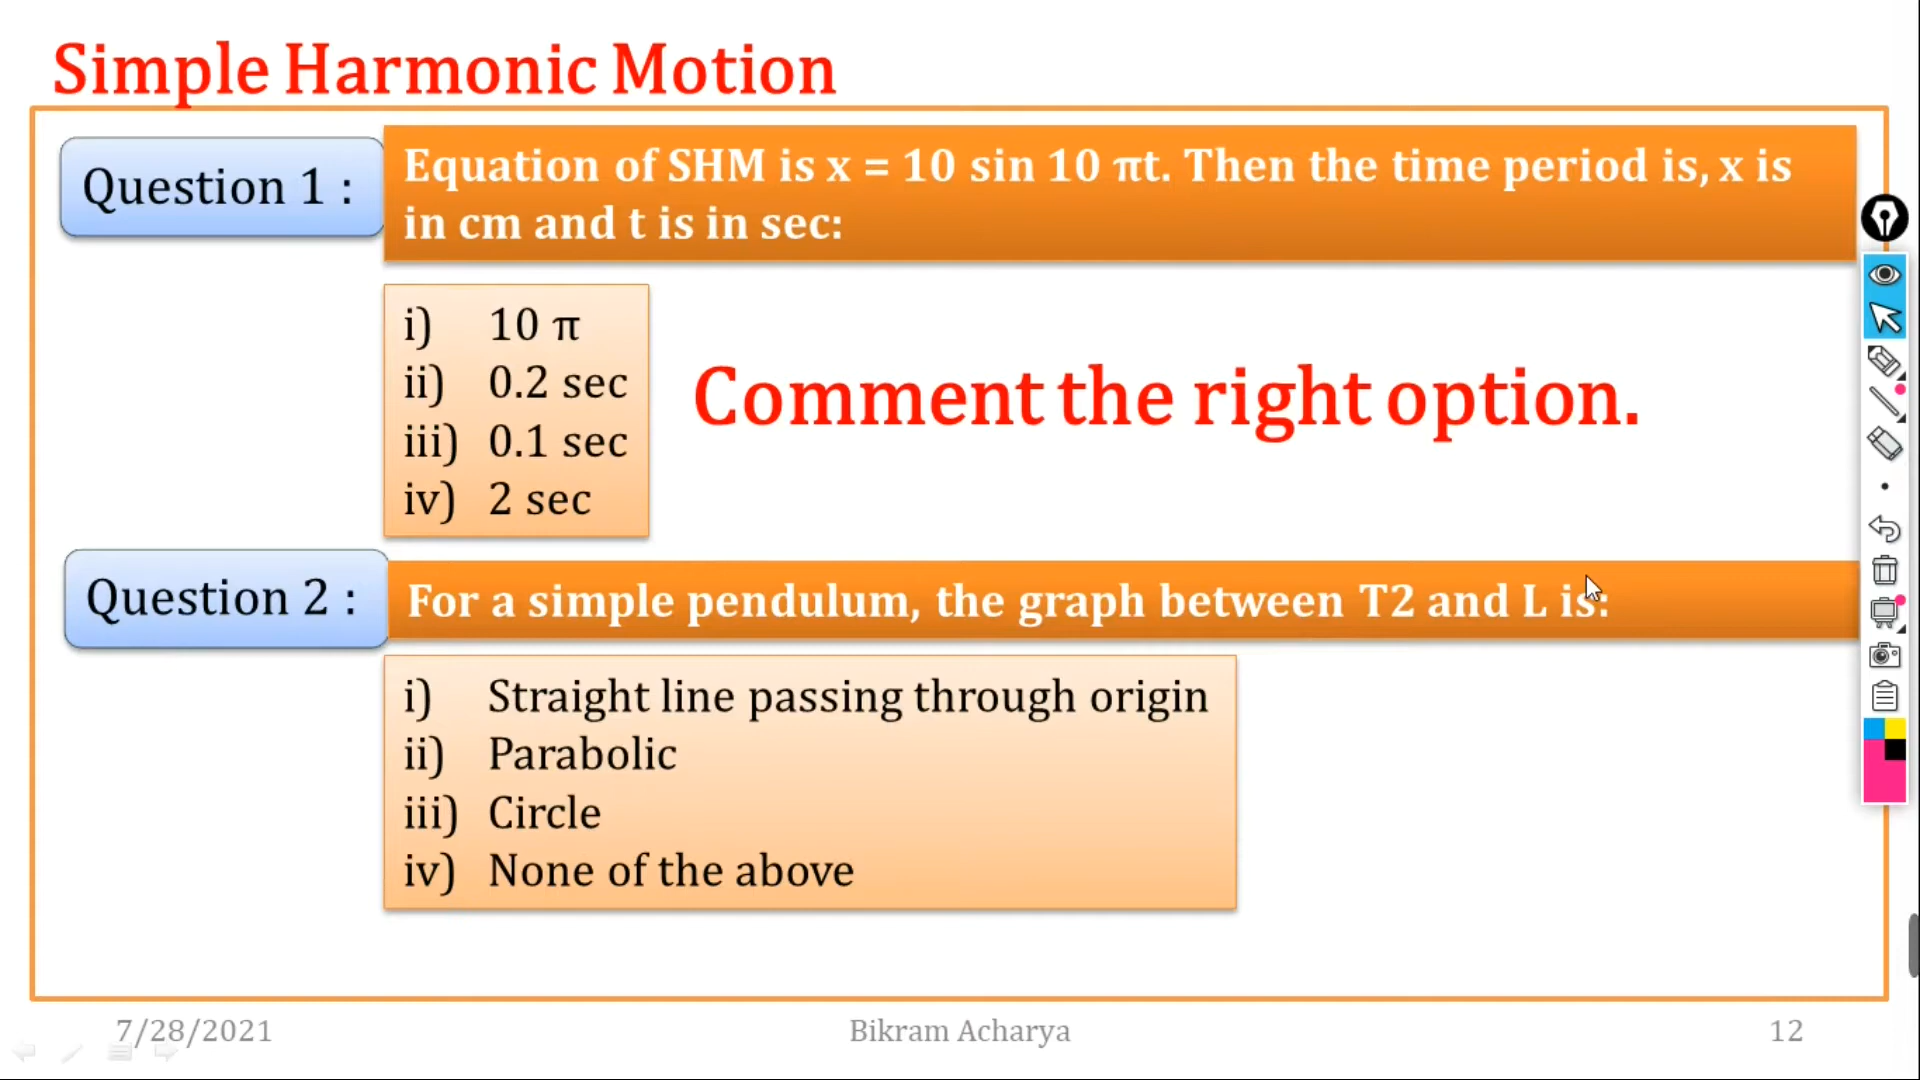 Simple Harmonic Motion
Question 1 :
Equation of SHM is x = 10 sin 10 πt. Then the time period is, x is
in cm and t is in sec:
i) 10 π
ii) 0.2 sec
iii) 0.1 sec
iv) 2 sec
Comment the right option.
Question 2 :
For a simple pendulum, the graph between T2 and L is:
i) Straight line passing through origin
ii) Parabolic
iii) Circle
iv) None of the above
7/28/2021
Bikram Acharya
12